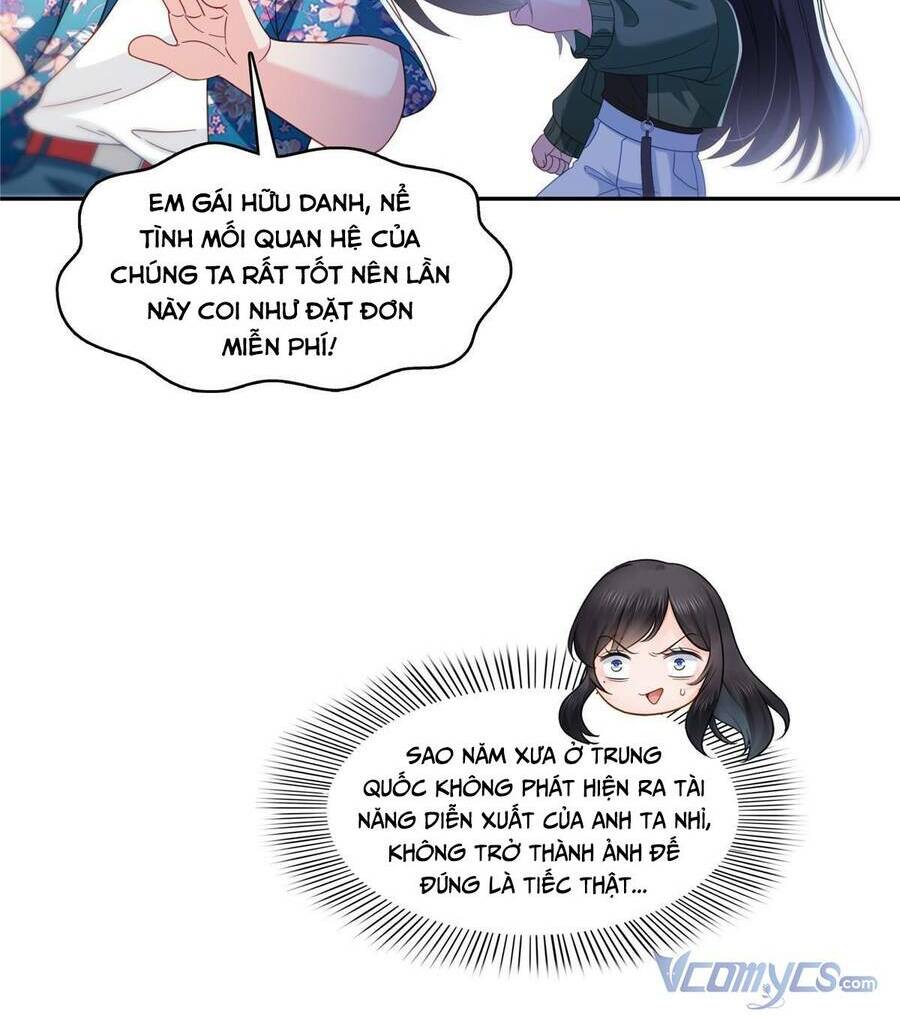 EM GÁI HỮU DANH, NỂ
TÌNH MỐI QUAN HỆ CỦA
CHÚNG TA RẤT TỐT NÊN LẦN
NÀY COI NHƯ ĐẶT ĐƠN
MIỄN PHÍ!
SAO NĂM XƯA Ở TRUNG
QUỐC KHÔNG PHÁT HIỆN RA TÀI
NĂNG DIỄN XUẤT CỦA ANH TA NHỈ,
KHÔNG TRỞ THÀNH ẢNH ĐẾ
ĐÚNG LÀ TIẾC THẬT...
VCOMYCS.com